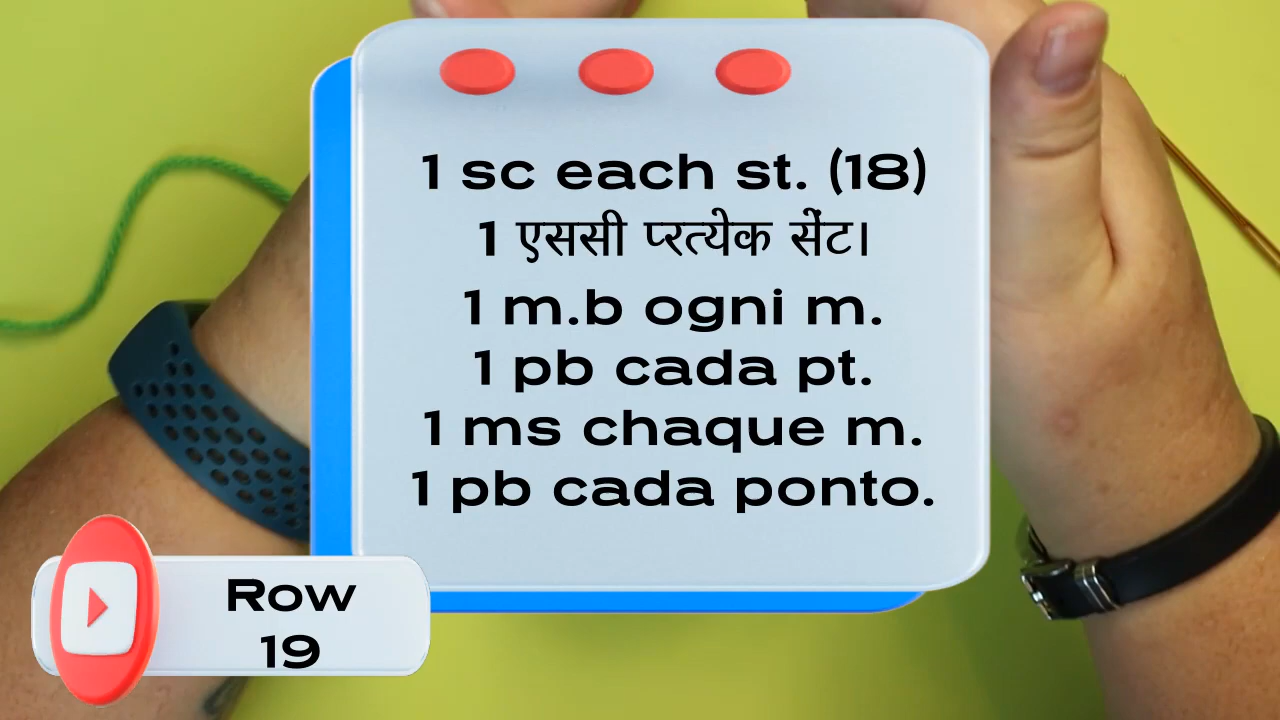 1 sc each st. (18)
1 एससी प्रत्येक सेंट।
1 m.b ogni m.
1 pb cada pt.
1 ms chaque m.
1 pb cada ponto.
Row
19